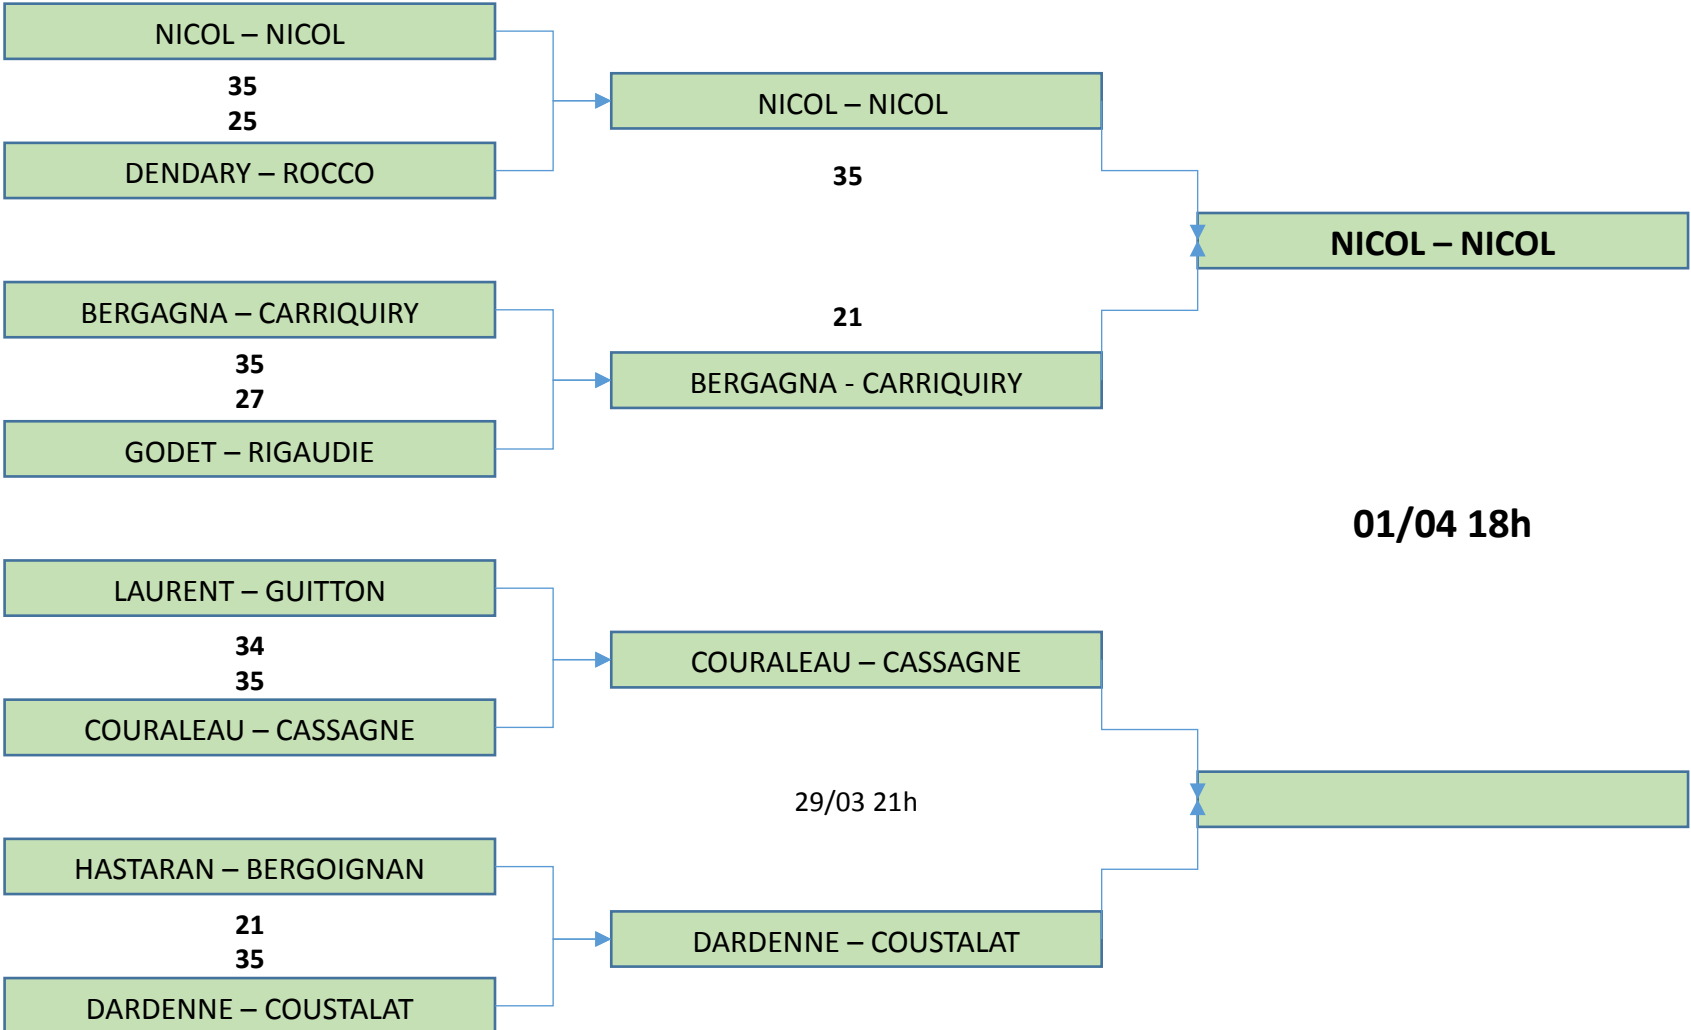 NICOL – NICOL
35
25
DENDARY – ROCCO
BERGAGNA – CARRIQUIRY
35
27
GODET – RIGAUDIE
LAURENT – GUITTON
34
35
COURALEAU – CASSAGNE
HASTARAN – BERGOIGNAN
21
35
DARDENNE – COUSTALAT
NICOL – NICOL
35
21
BERGAGNA - CARRIQUIRY
COURALEAU – CASSAGNE
29/03 21h
DARDENNE – COUSTALAT
NICOL – NICOL
01/04 18h